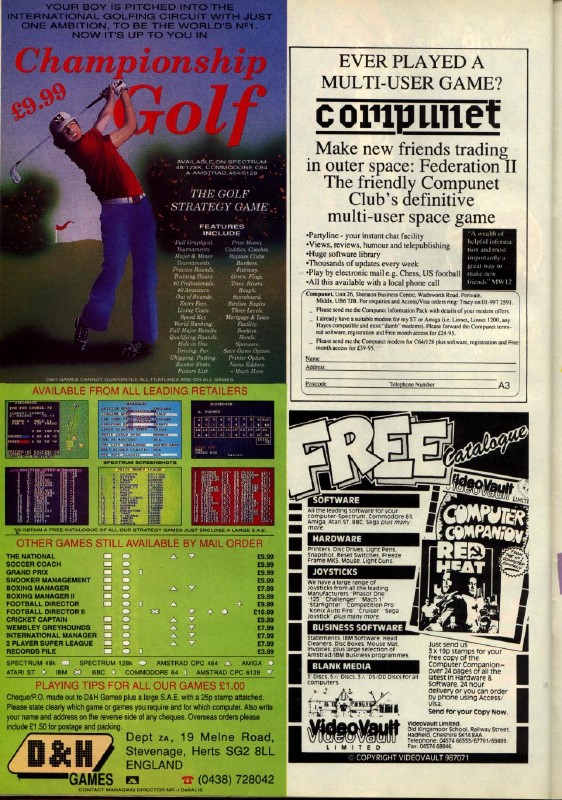 YOUR BOY IS PITCHED INTO THE
INTERNATIONAL GOLFING CIRCUIT WITH JUST
ONE AMBITION, TO BE THE WORLD'S Nº1.
NOW IT'S UP TO YOU IN
Championship
£9.99
Golf
AVAILABLE ON SPECTRUM
48/128K, COMMODORE C64
& AMSTRAD 464/6128
THE GOLF
STRATEGY GAME
FEATURES
INCLUDE
Full Graphical
Tournaments.
Major & Minor
Tournaments.
Practice Rounds.
Training Hours.
40 Professionals.
40 Amateurs.
Out of Bounds.
Entry Fees.
Living Costs.
Speed Key.
World Ranking.
Full Major Rounds.
Qualifying Rounds.
Hole in One.
Driving. Par.
Chipping. Putting.
Bunker Shots.
Fixture List
Prize Money.
Caddies. Coaches.
Replace Clubs.
Bunkers.
Fairway.
Green. Flags.
Trees. Rivers.
Rough.
Scoreboard.
Birdies. Eagles
Three Levels.
Mortgage Loan
Facility.
Bookies.
Hotels.
Sponsors.
Save Game Option.
Printer Option.
Name Editors.
- Much More.
D&H GAMES CANNOT GUARANTEE ALL FEATURES ARE ON ALL GAMES
AVAILABLE FROM ALL LEADING RETAILERS
SPECTRUM SCREENSHOTS
TO OBTAIN A FREE CATALOGUE OF ALL OUR STRATEGY GAMES JUST ENCLOSE A LARGE S.A.E.
OTHER GAMES STILL AVAILABLE BY MAIL ORDER
THE NATIONAL £9.99
SOCCER COACH £9.99
GRAND PRIX £9.99
SNOOKER MANAGEMENT £9.99
BOXING MANAGER £7.99
BOXING MANAGER II £9.99
FOOTBALL DIRECTOR £9.99
FOOTBALL DIRECTOR II £19.99
CRICKET CAPTAIN £9.99
WEMBLEY GREYHOUNDS £7.99
INTERNATIONAL MANAGER £7.99
2 PLAYER SUPER LEAGUE £7.99
RECORDS FILE £3.99
SPECTRUM 48k SPECTRUM 128k AMSTRAD CPC 464 AMIGA
ATARI ST IBM BBC COMMODORE 64 AMSTRAD CPC 6128
PLAYING TIPS FOR ALL OUR GAMES £1.00
Cheque/P.O. made out to D&H Games plus a large S.A.E. with a 25p stamp attatched.
Please state clearly which game or games you require and for which computer. Also write
your name and address on the reverse side of any cheques. Overseas orders please
include £1.50 for postage and packing.
D&H
GAMES
Dept ZA, 19 Melne Road,
Stevenage, Herts SG2 8LL
ENGLAND
(0438) 728042
CONTACT MANAGING DIRECTOR MR J DeSALIS
EVER PLAYED A
MULTI-USER GAME?
compunet
Make new friends trading
in outer space: Federation II
The friendly Compunet
Club's definitive
multi-user space game
•Partyline - your instant chat facility
•Views, reviews, humour and telepublishing
•Huge software library
•Thousands of updates every week
•Play by electronic mail e.g. Chess, US football
•All this available with a local phone call
"A wealth of
helpful informa-
tion and most
importantly a
great way to
make new
friends" MW12
Compunet, Unit 26, Sheraton Business Centre, Wadsworth Road, Perivale,
Middx, UB6 7JB. For enquiries and Access/Visa orders ring: Tracy on 01-997 2591.
_ Please send me the Compunet Information Pack with details of your modem offers.
_ I already have a suitable modem for my ST or Amiga (i.e. Linnet, Linnet 1200, any
Hayes compatible and most "dumb" modems). Please forward the Compunet termi-
nal software, registration and Free month access for £24-95.
_ Please send me the Compunet modem for C64/128 plus software, registration and Free
month access for £39-95.
Name
Address
Postcode Telephone Number A3
FREE Catalogue
VideoVault
LIMITED
SOFTWARE
All the leading software for your
Computer-Spectrum, Commodore 64,
Amiga, Atari ST, BBC, Sega plus many
more.
HARDWARE
Printers, Disc Drives, Light Pens,
Snapshot, Reset Switches, Freeze
Frame MK5, Mouse, Light Guns.
JOYSTICKS
We have a large range of
Joysticks from all the leading
Manufacturers 'Phasor One'
'125' 'Challenger' 'Mach 1'
'Starfighter' 'Competition Pro'
'Konix Auto Fire' 'Cruiser' 'Sega
Joystick' plus many more.
BUSINESS SOFTWARE
Statements, IBM Software, Head
Cleaners, Disc Boxes, Mouse Mat,
Invoices, plus large selection of
Amstrad/IBM Business programmes.
BLANK MEDIA
COMPUTER
COMPANION
RED
HEAT
Just send us
3 x 19p stamps for your
free copy of the
Computer Companion—
over 24 pages of all the
latest in Hardware &
Software. 24 hour
delivery or you can order
by phone using Access/
Visa.
Send for your Copy Now.
VideoVault
LIMITED
Videovault Limited.
Old Kingsmoor School, Railway Street,
Hadfield, Cheshire SK14 8AA.
Telephone: 04574 66555/67761/69499.
Fax: 04574 68946.
© COPYRIGHT VIDEOVAULT 987071